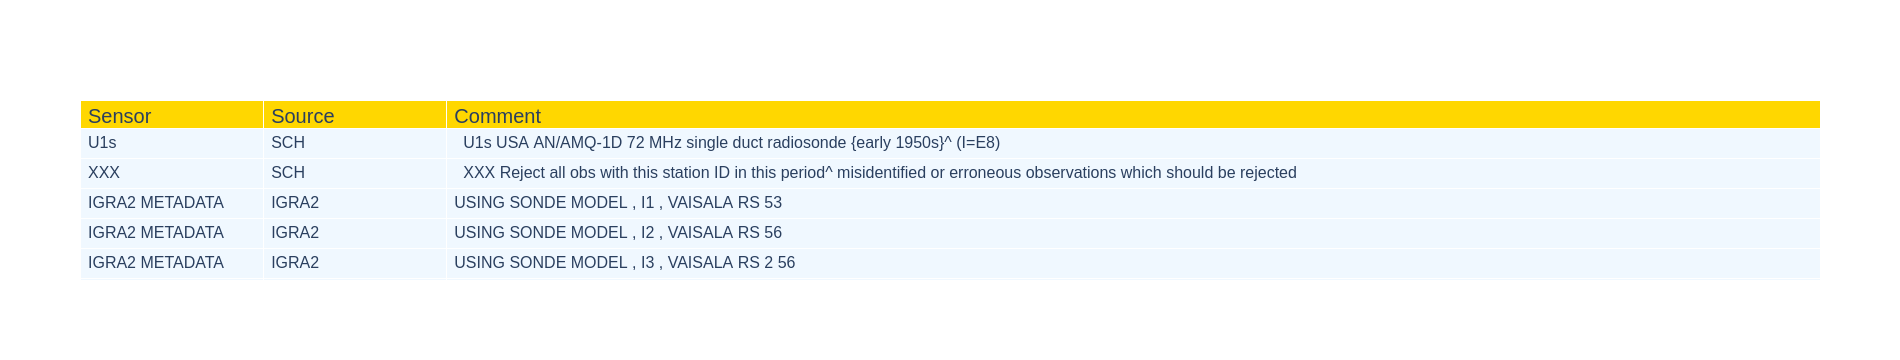 Sensor Source Comment
U1s SCH U1s USA AN/AMQ-1D 72 MHz single duct radiosonde {early 1950s}^ (I=E8)
XXX SCH XXX Reject all obs with this station ID in this period^ misidentified or erroneous observations which should be rejected
IGRA2 METADATA IGRA2 USING SONDE MODEL , I1 , VAISALA RS 53
IGRA2 METADATA IGRA2 USING SONDE MODEL , I2 , VAISALA RS 56
IGRA2 METADATA IGRA2 USING SONDE MODEL , I3 , VAISALA RS 2 56